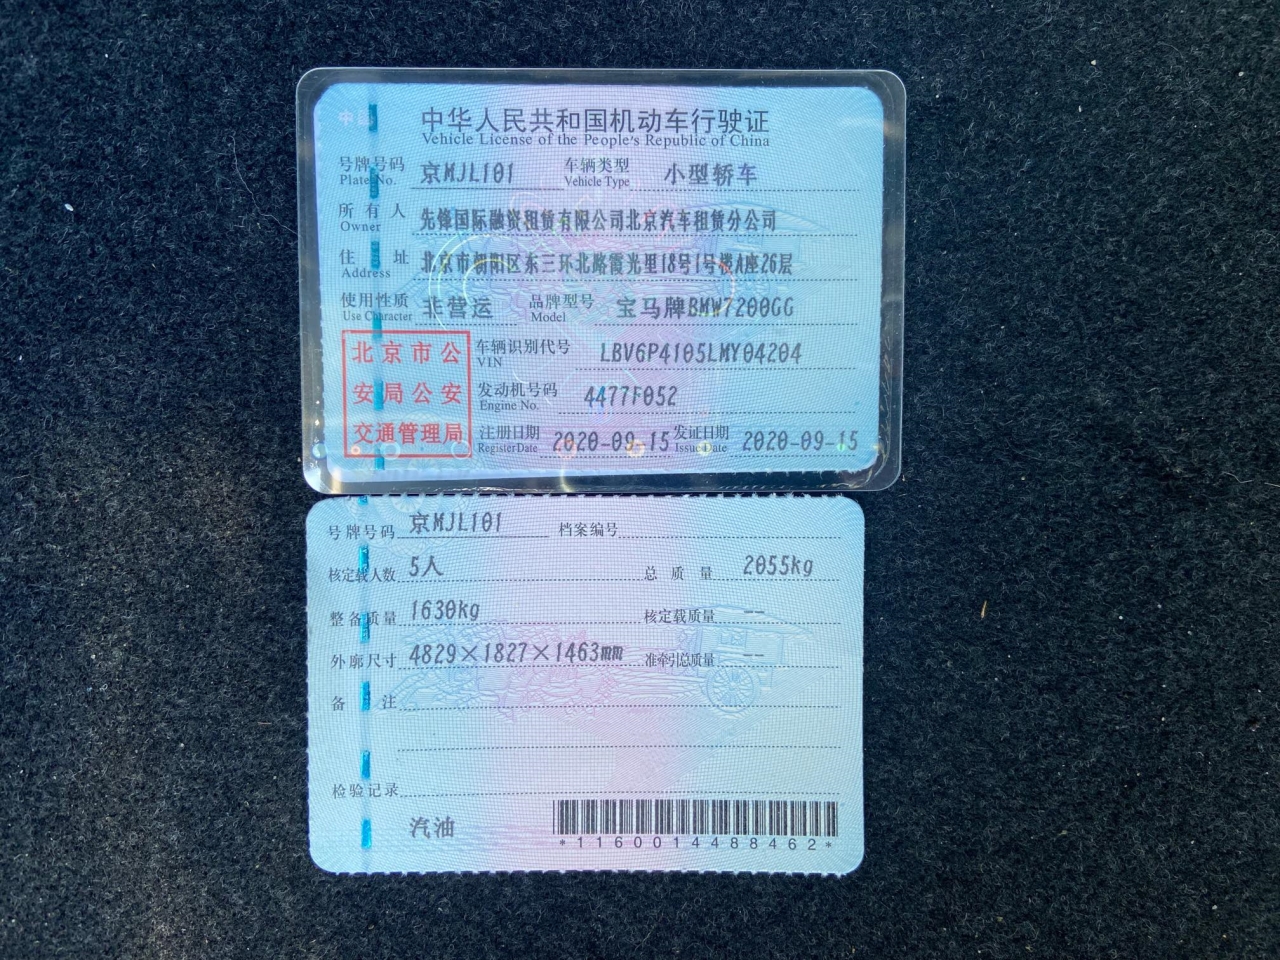 中华人民共和国机动车行驶证
Vehicle License of the People's Republic of China
号牌号码 京MJL101 车辆类型 小型轿车
Plate No. Vehicle Type
所有人 先锋国际融资租赁有限公司北京汽车租赁分公司
Owner
住址 北京市朝阳区东三环北路霞光里18号1号楼A座26层
Address
使用性质 非营运 品牌型号 宝马牌BMW7200GG
Use Character Model
北京市公安局公安交通管理局
车辆识别代号 LBV6P4105LMY04204
VIN
发动机号码 4477F052
Engine No.
注册日期 2020-09-15 发证日期 2020-09-15
Register Date Issue Date
号牌号码 京MJL101 档案编号
核定载人数 5人 总质量 2055kg
整备质量 1630kg 核定载质量 --
外廓尺寸 4829×1827×1463mm 准牵引总质量 --
备注
检验记录
汽油
*1160014488462*